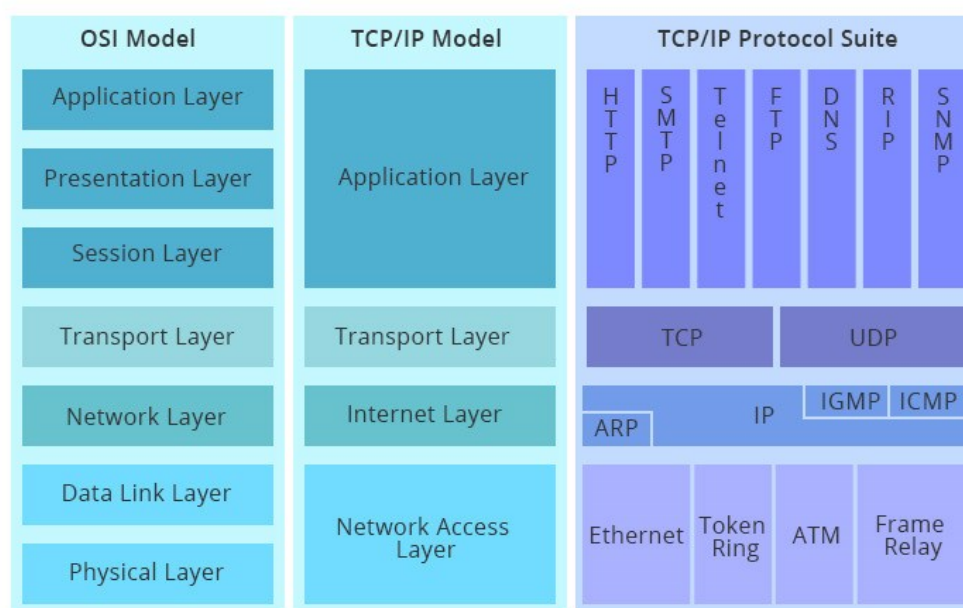 OSI Model
Application Layer
Presentation Layer
Session Layer
Transport Layer
Network Layer
Data Link Layer
Physical Layer
TCP/IP Model
Application Layer
Transport Layer
Internet Layer
Network Access
Layer
TCP/IP Protocol Suite
HTTP
SMTP
Telnet
FTP
DNS
RIP
SNMP
TCP
UDP
ARP
IP
IGMP
ICMP
Ethernet
Token
Ring
ATM
Frame
Relay